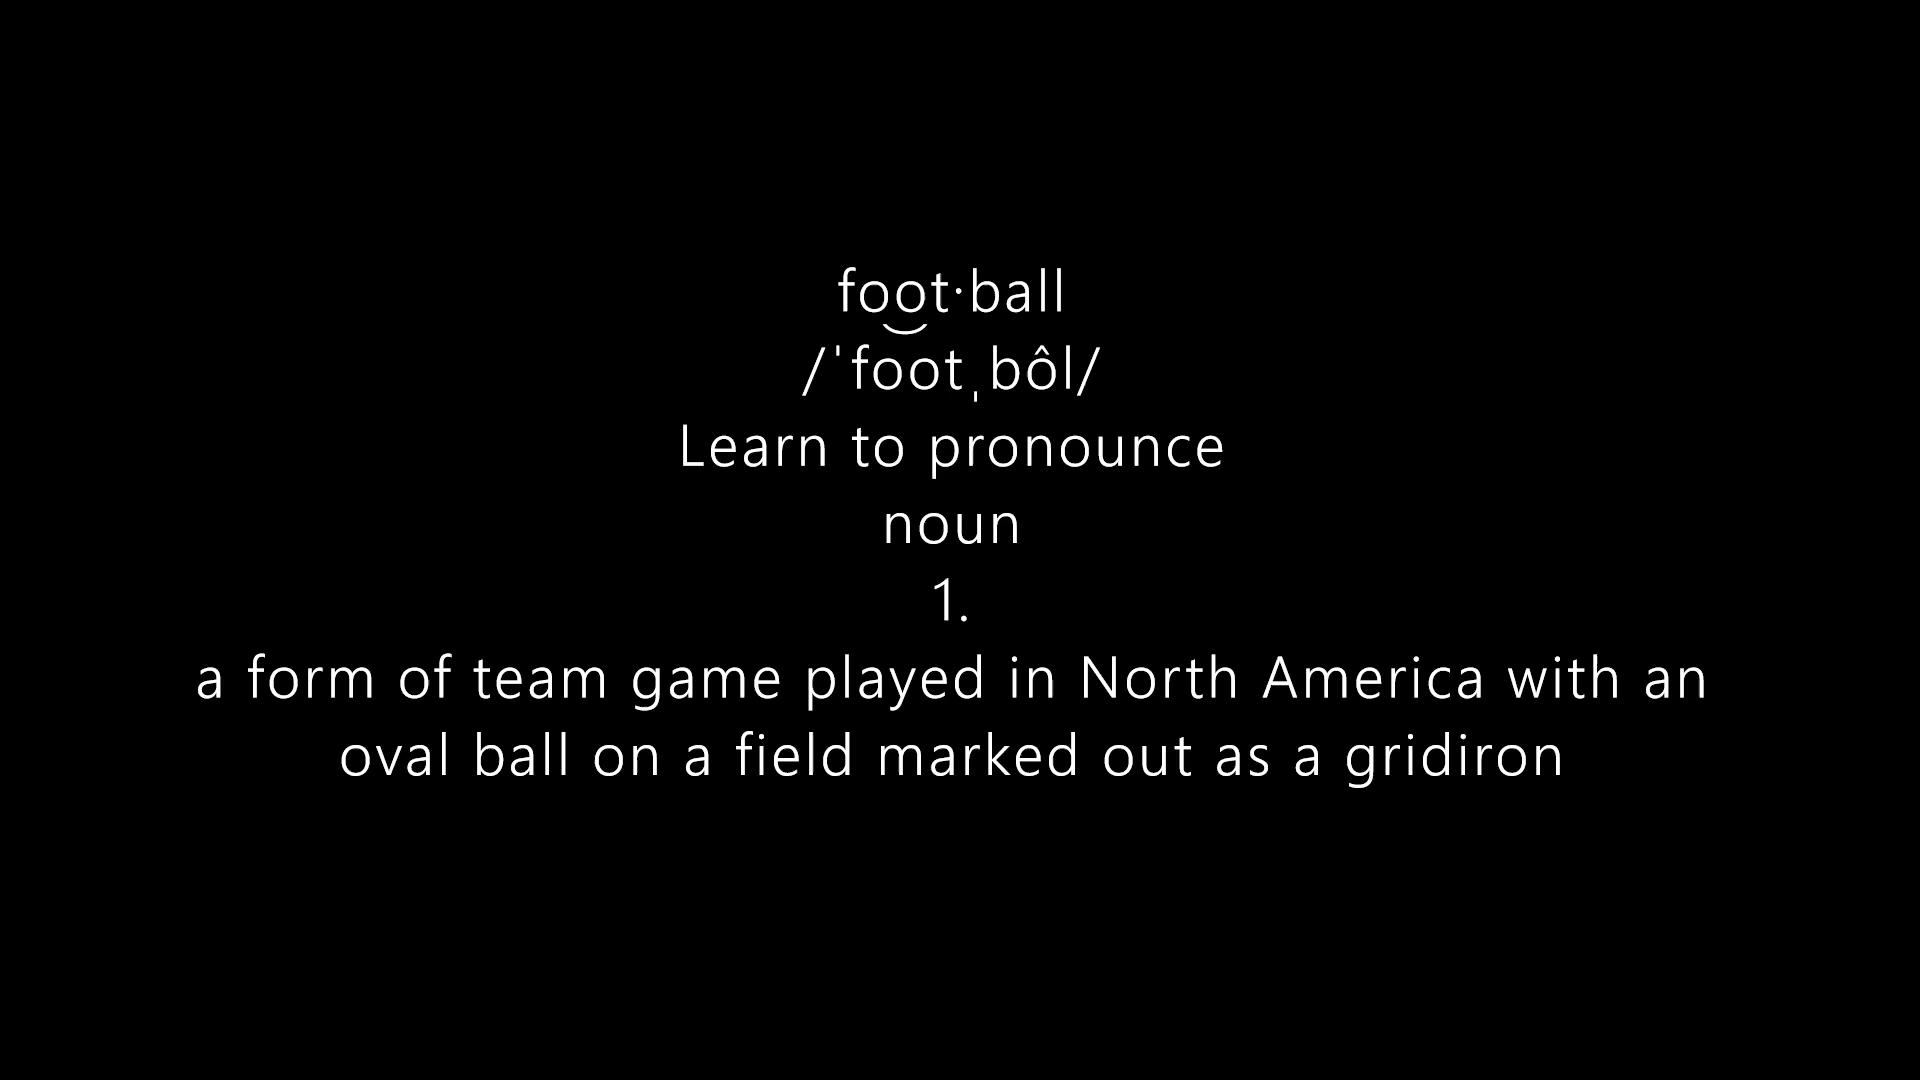 foot·ball
/ˈfo͝otˌbôl/
Learn to pronounce
noun
1.
a form of team game played in North America with an
oval ball on a field marked out as a gridiron